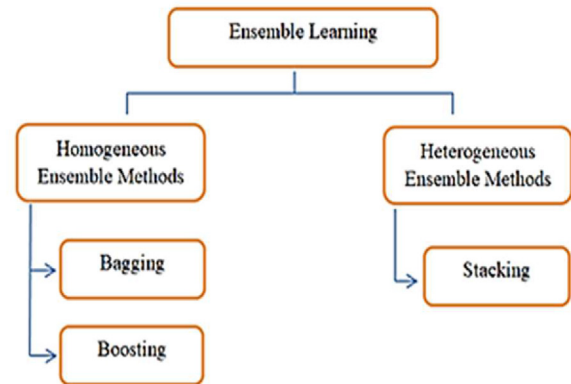 Ensemble Learning
Homogeneous
Ensemble Methods
Heterogeneous
Ensemble Methods
Bagging
Stacking
Boosting